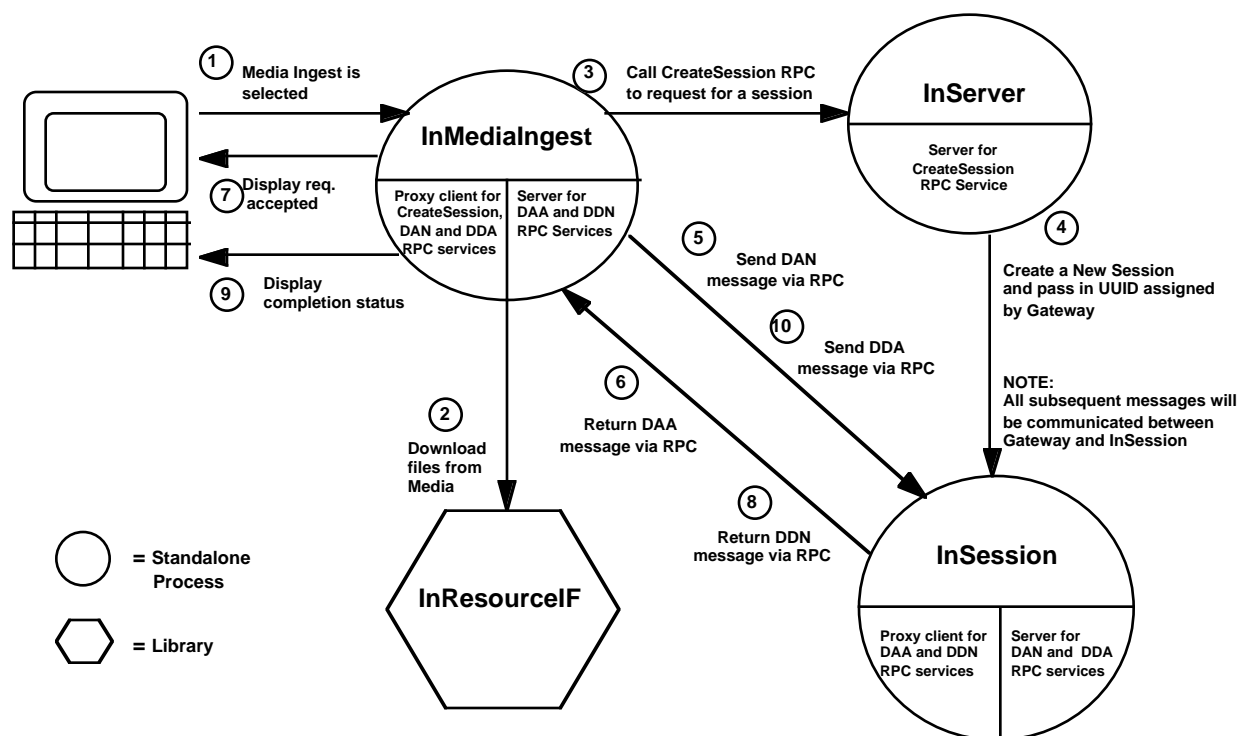 1
Media Ingest is
selected
3
Call CreateSession RPC
to request for a session
InServer
Server for
CreateSession
RPC Service
InMediaIngest
Proxy client for
CreateSession,
DAN and DDA
RPC services
Server for
DAA and DDN
RPC Services
7
Display req.
accepted
9
Display
completion status
5
Send DAN
message via RPC
4
Create a New Session
and pass in UUID assigned
by Gateway
10
Send DDA
message via RPC
NOTE:
All subsequent messages will
be communicated between
Gateway and InSession
6
Return DAA
message via RPC
2
Download
files from
Media
8
Return DDN
message via RPC
InSession
Proxy client for
DAA and DDN
RPC services
Server for
DAN and DDA
RPC services
InResourceIF
= Standalone
Process
= Library